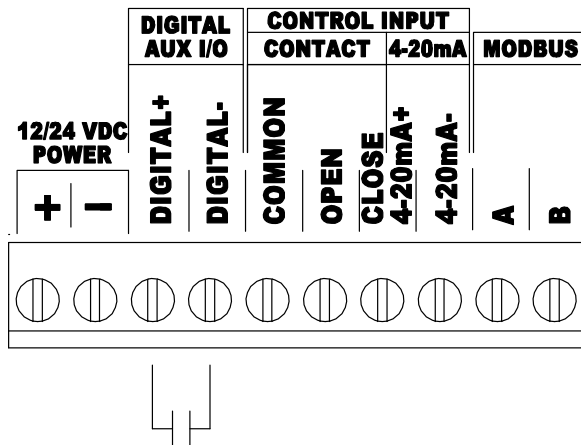 DIGITAL
AUX I/O
CONTROL INPUT
CONTACT
4-20mA
MODBUS
12/24 VDC
POWER
+
−
DIGITAL+
DIGITAL-
COMMON
OPEN
CLOSE
4-20mA+
4-20mA-
A
B